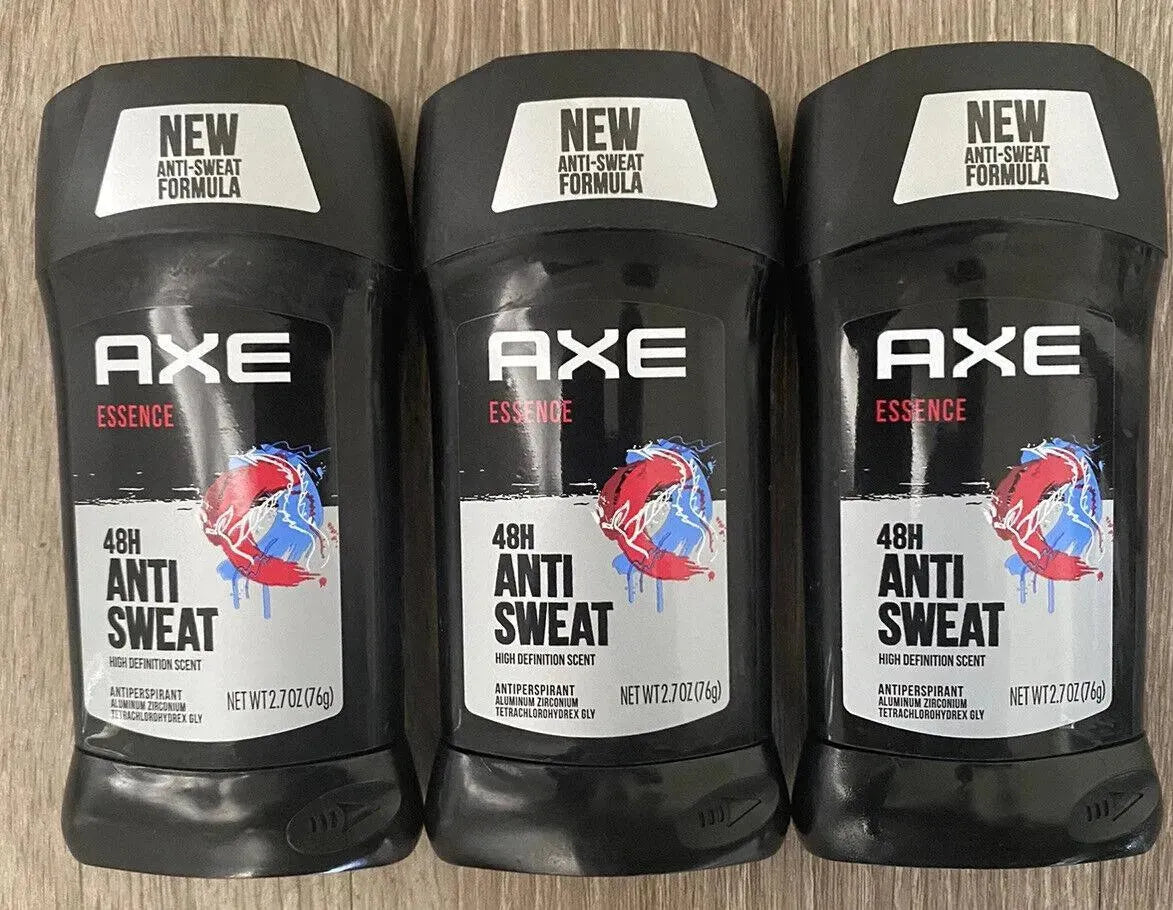 NEW
ANTI-SWEAT
FORMULA
AXE
ESSENCE
48H
ANTI
SWEAT
HIGH DEFINITION SCENT
ANTIPERSPIRANT
ALUMINUM ZIRCONIUM
TETRACHLOROHYDREX GLY
NET WT 2.7 OZ (76g)
NEW
ANTI-SWEAT
FORMULA
AXE
ESSENCE
48H
ANTI
SWEAT
HIGH DEFINITION SCENT
ANTIPERSPIRANT
ALUMINUM ZIRCONIUM
TETRACHLOROHYDREX GLY
NET WT 2.7 OZ (76g)
NEW
ANTI-SWEAT
FORMULA
AXE
ESSENCE
48H
ANTI
SWEAT
HIGH DEFINITION SCENT
ANTIPERSPIRANT
ALUMINUM ZIRCONIUM
TETRACHLOROHYDREX GLY
NET WT 2.7 OZ (76g)